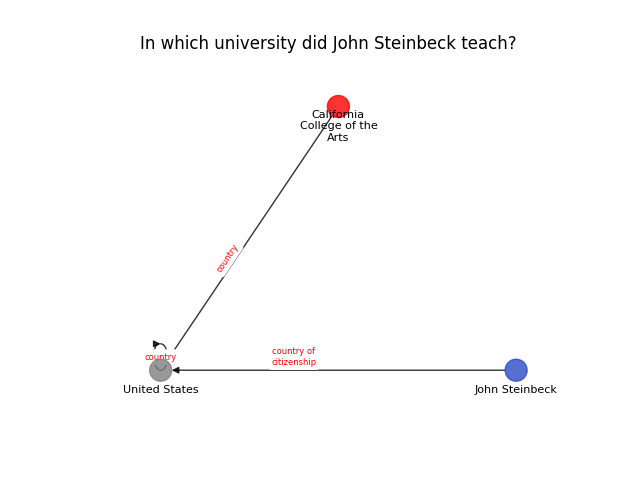 In which university did John Steinbeck teach?
California
College of the
Arts
country
country
country of
citizenship
United States
John Steinbeck